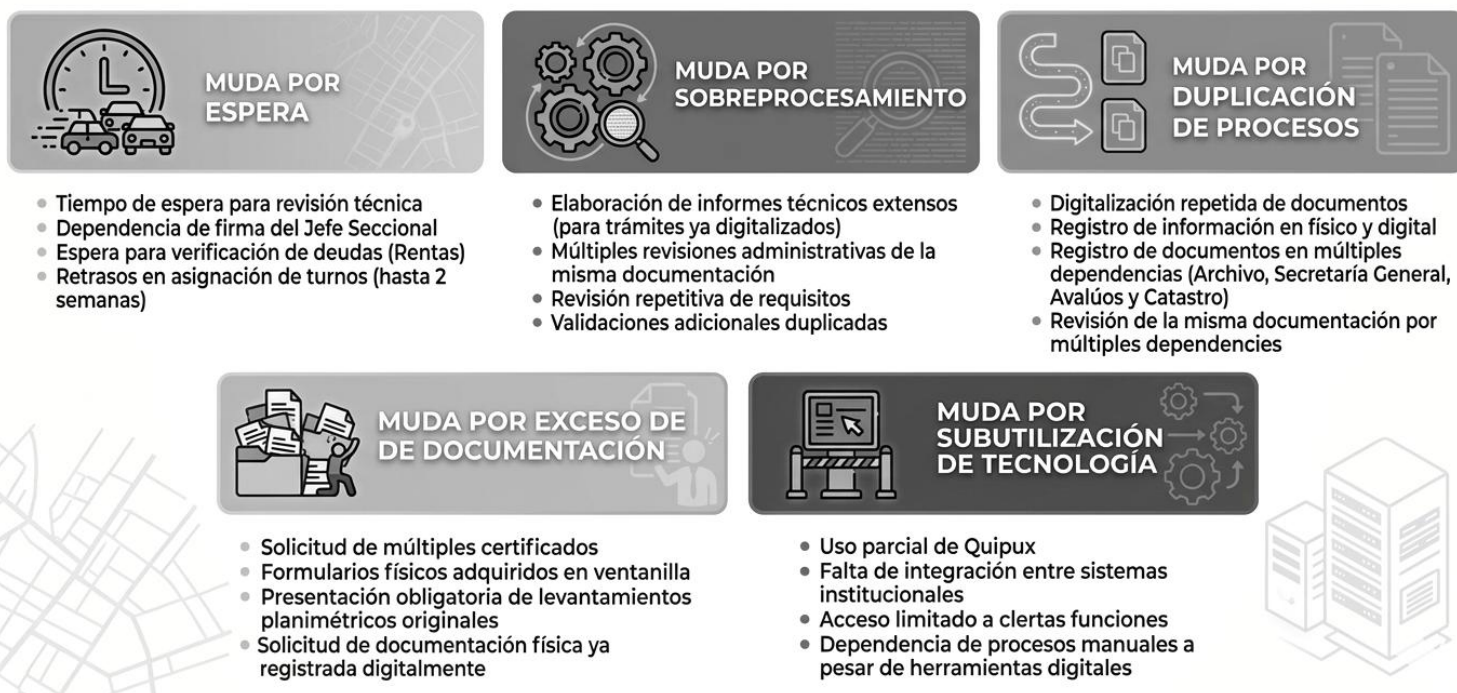 MUDA POR
ESPERA
• Tiempo de espera para revisión técnica
• Dependencia de firma del Jefe Seccional
• Espera para verificación de deudas (Rentas)
• Retrasos en asignación de turnos (hasta 2
semanas)
MUDA POR
SOBREPROCESAMIENTO
• Elaboración de informes técnicos extensos
(para trámites ya digitalizados)
• Múltiples revisiones administrativas de la
misma documentación
• Revisión repetitiva de requisitos
• Validaciones adicionales duplicadas
MUDA POR
DUPLICACIÓN
DE PROCESOS
• Digitalización repetida de documentos
• Registro de información en físico y digital
• Registro de documentos en múltiples
dependencias (Archivo, Secretaría General,
Avalúos y Catastro)
• Revisión de la misma documentación por
múltiples dependencies
MUDA POR EXCESO DE
DE DOCUMENTACIÓN
• Solicitud de múltiples certificados
• Formularios físicos adquiridos en ventanilla
• Presentación obligatoria de levantamientos
planimétricos originales
• Solicitud de documentación física ya
registrada digitalmente
MUDA POR
SUBUTILIZACIÓN
DE TECNOLOGÍA
• Uso parcial de Quipux
• Falta de integración entre sistemas
institucionales
• Acceso limitado a clertas funciones
• Dependencia de procesos manuales a
pesar de herramientas digitales